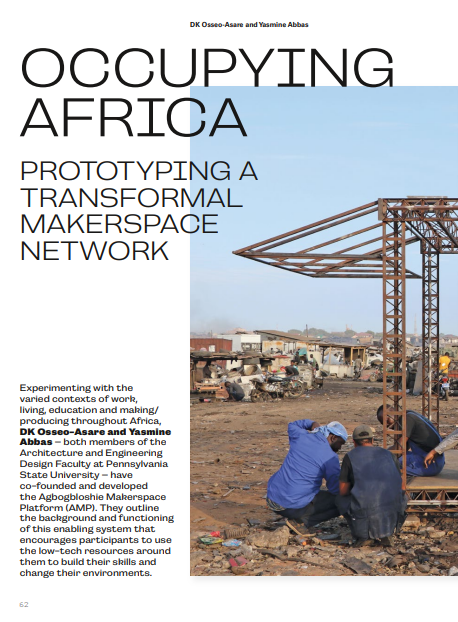 DK Osseo-Asare and Yasmine Abbas
OCCUPYING
AFRICA
PROTOTYPING A
TRANSFORMAL
MAKERSPACE
NETWORK
Experimenting with the
varied contexts of work,
living, education and making/
producing throughout Africa,
DK Osseo-Asare and Yasmine
Abbas – both members of the
Architecture and Engineering
Design Faculty at Pennsylvania
State University – have
co-founded and developed
the Agbogbloshie Makerspace
Platform (AMP). They outline
the background and functioning
of this enabling system that
encourages participants to use
the low-tech resources around
them to build their skills and
change their environments.
62